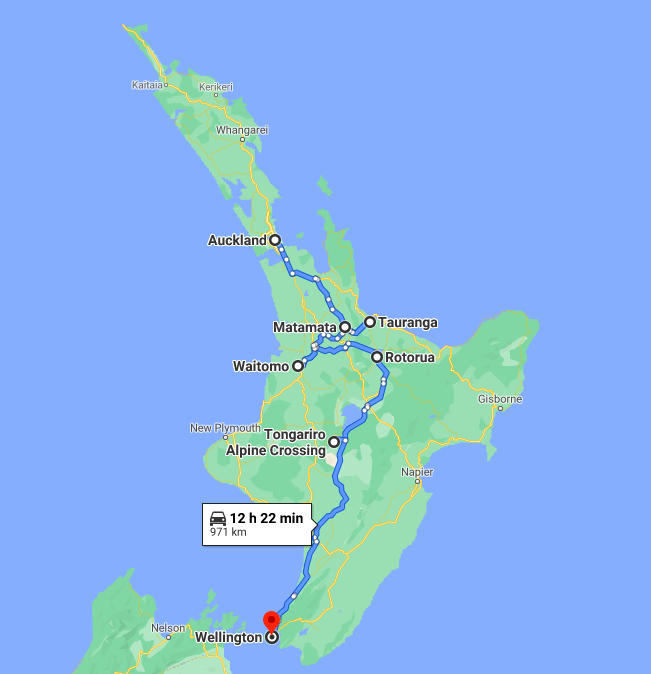 Kaitaia
Kerikeri
Whangarei
Auckland
Matamata
Tauranga
Waitomo
Rotorua
Gisborne
New Plymouth
Tongariro
Alpine Crossing
Napier
12 h 22 min
971 km
Nelson
Wellington